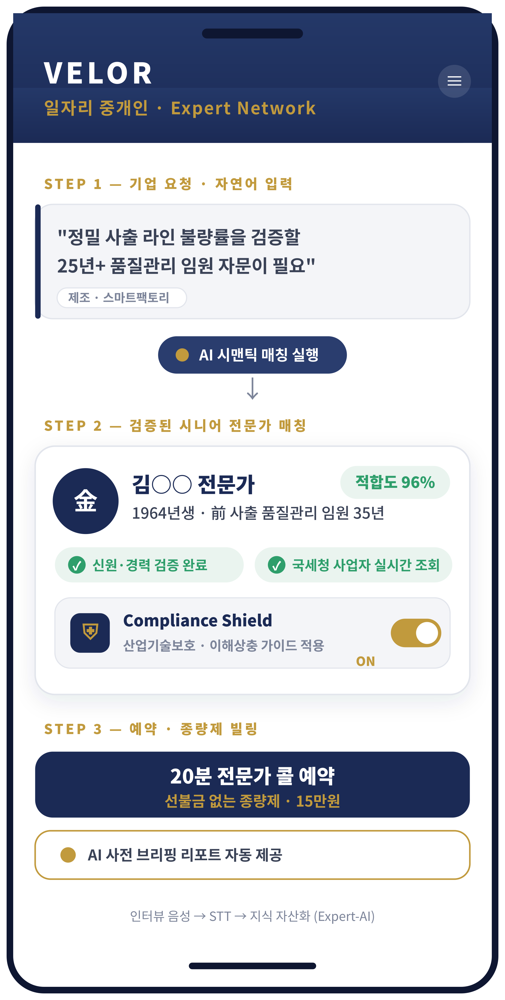 VELOR
일자리 중개인 · Expert Network
STEP 1 — 기업 요청 · 자연어 입력
"정밀 사출 라인 불량률을 검증할
25년+ 품질관리 임원 자문이 필요"
제조 · 스마트팩토리
AI 시맨틱 매칭 실행
↓
STEP 2 — 검증된 시니어 전문가 매칭
金
김○○ 전문가
적합도 96%
1964년생 · 前 사출 품질관리 임원 35년
✓ 신원·경력 검증 완료
✓ 국세청 사업자 실시간 조회
Compliance Shield
산업기술보호 · 이해상충 가이드 적용
ON
STEP 3 — 예약 · 종량제 빌링
20분 전문가 콜 예약
선불금 없는 종량제 · 15만원
AI 사전 브리핑 리포트 자동 제공
인터뷰 음성 → STT → 지식 자산화 (Expert-AI)